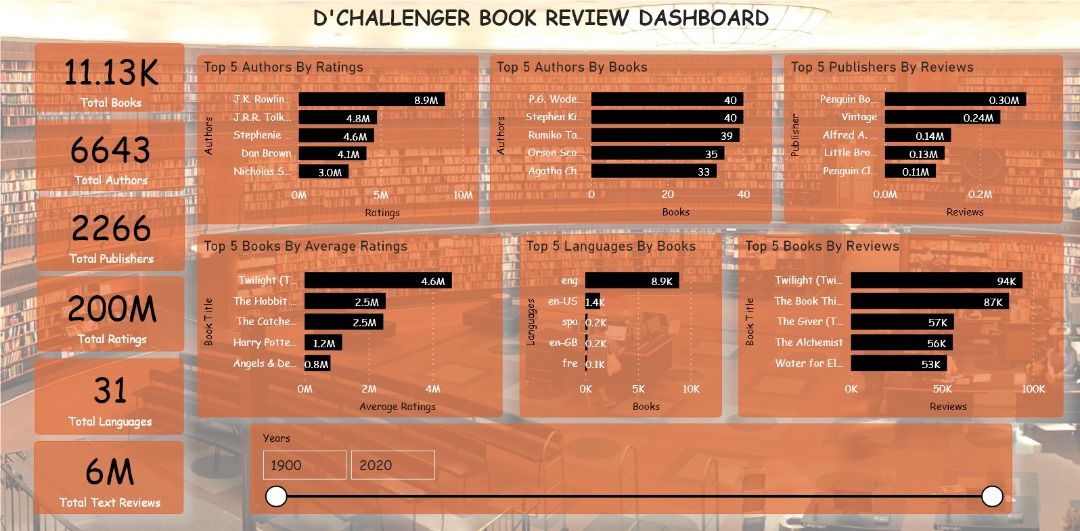 D'CHALLENGER BOOK REVIEW DASHBOARD
11.13K
Total Books
6643
Total Authors
2266
Total Publishers
200M
Total Ratings
31
Total Languages
6M
Total Text Reviews
Top 5 Authors By Ratings
Authors
J.K. Rowlin... 8.9M
J.R.R. Tolk... 4.8M
Stephenie ... 4.6M
Dan Brown 4.1M
Nicholas S... 3.0M
0M 5M 10M
Ratings
Top 5 Authors By Books
Authors
P.G. Wode... 40
Stephen Ki... 40
Rumiko Ta... 39
Orson Sco... 35
Agatha Ch... 33
0 20 40
Books
Top 5 Publishers By Reviews
Publisher
Penguin Bo... 0.30M
Vintage 0.24M
Alfred A. ... 0.14M
Little Bro... 0.13M
Penguin Cl... 0.11M
0.0M 0.2M
Reviews
Top 5 Books By Average Ratings
Book Title
Twilight (T... 4.6M
The Hobbit ... 2.5M
The Catche... 2.5M
Harry Potte... 1.2M
Angels & De... 0.8M
0M 2M 4M
Average Ratings
Top 5 Languages By Books
Languages
eng 8.9K
en-US 1.4K
spa 0.2K
en-GB 0.2K
fre 0.1K
0K 5K 10K
Books
Top 5 Books By Reviews
Book Title
Twilight (Twi... 94K
The Book Thi... 87K
The Giver (T... 57K
The Alchemist 56K
Water for El... 53K
0K 50K 100K
Reviews
Years
1900 2020